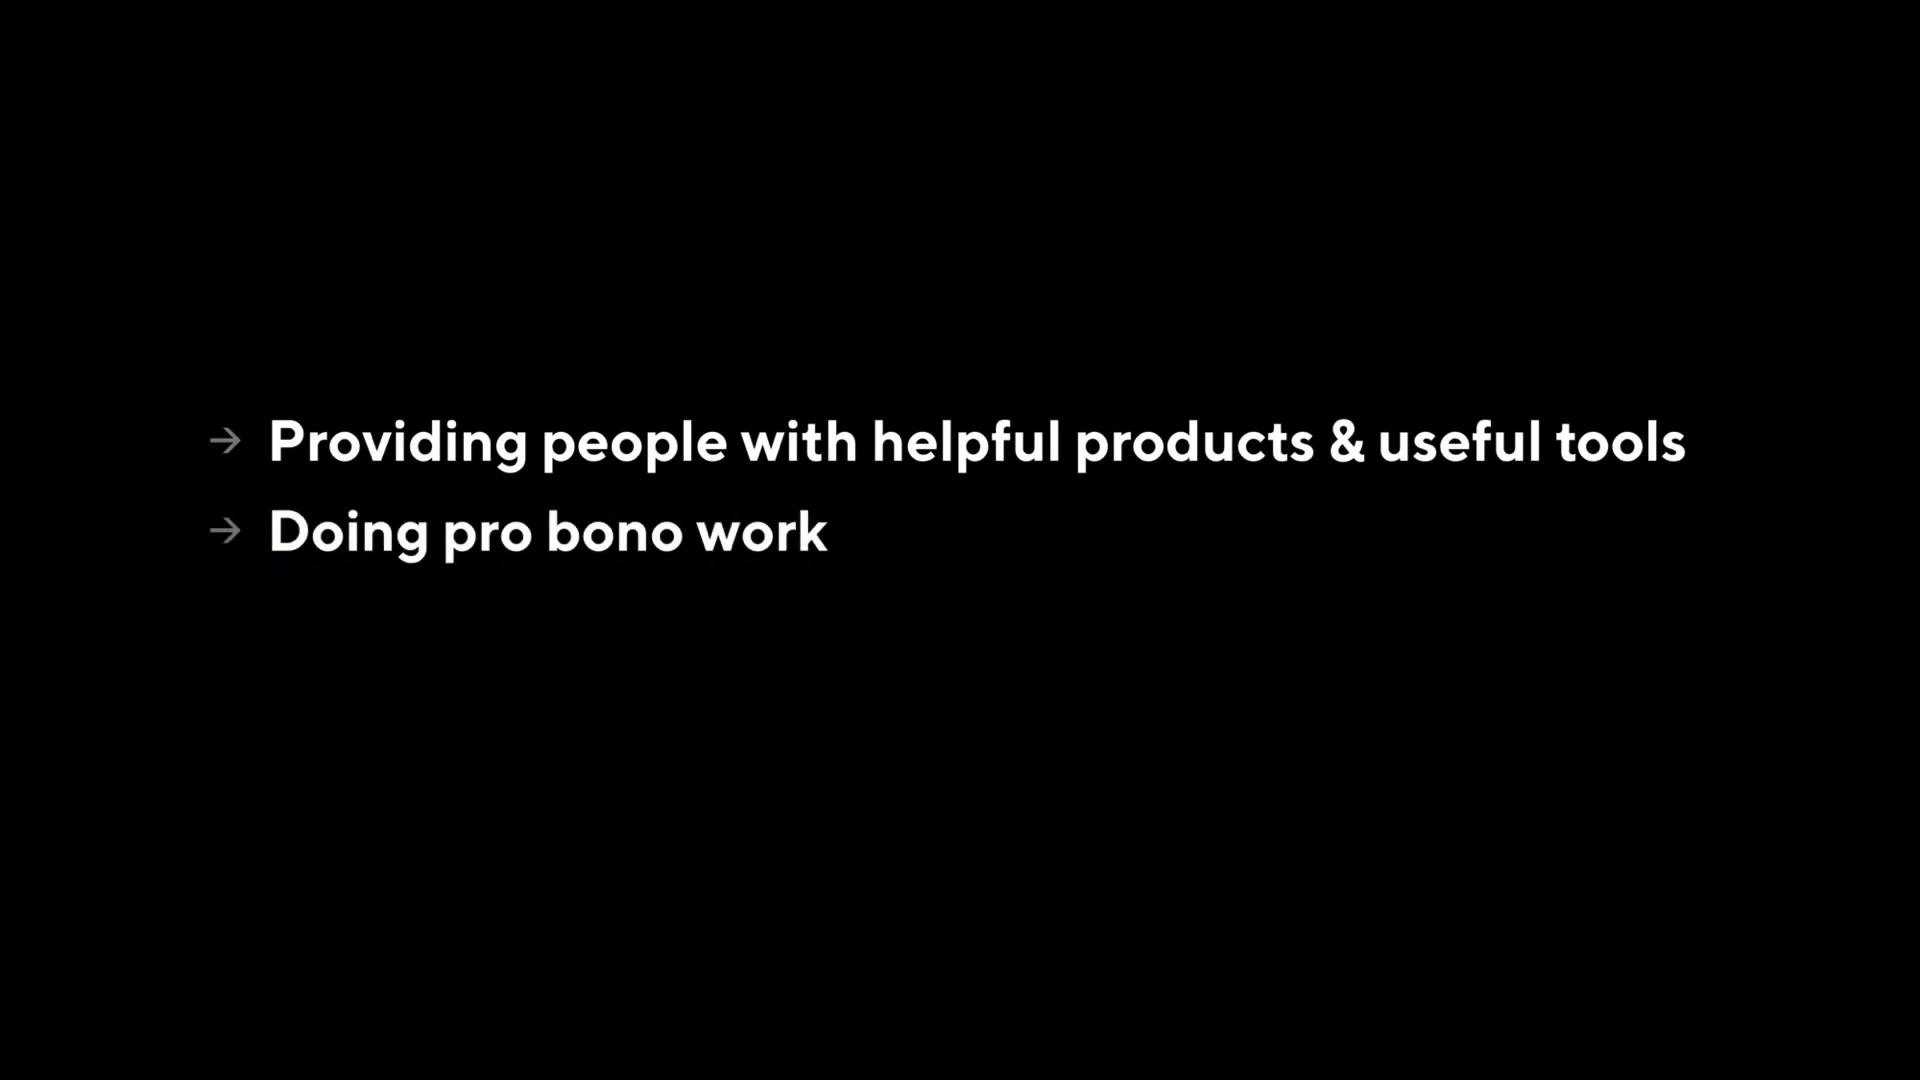 → Providing people with helpful products & useful tools
→ Doing pro bono work